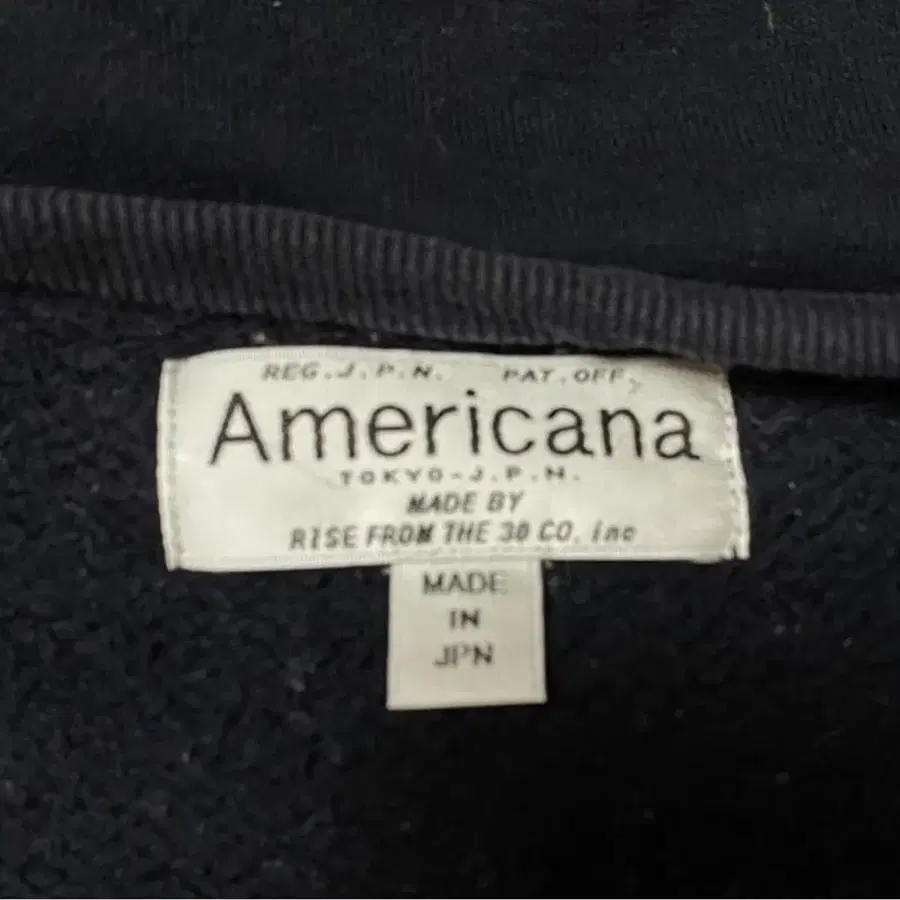 REG.J.P.N. PAT.OFF.
Americana
TOKYO-J.P.N.
MADE BY
RISE FROM THE 30 CO. inc
MADE
IN
JPN